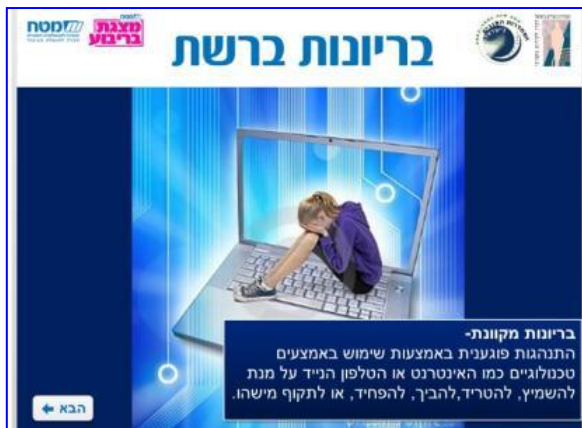 מטח
מצגת
בריבוע
בריונות ברשת
בריונות מקוונת-
התנהגות פוגענית באמצעות שימוש באמצעים
טכנולוגיים כמו האינטרנט או הטלפון הנייד על מנת
להשמיץ, להטריד,להביך, להפחיד, או לתקוף מישהו.
הבא